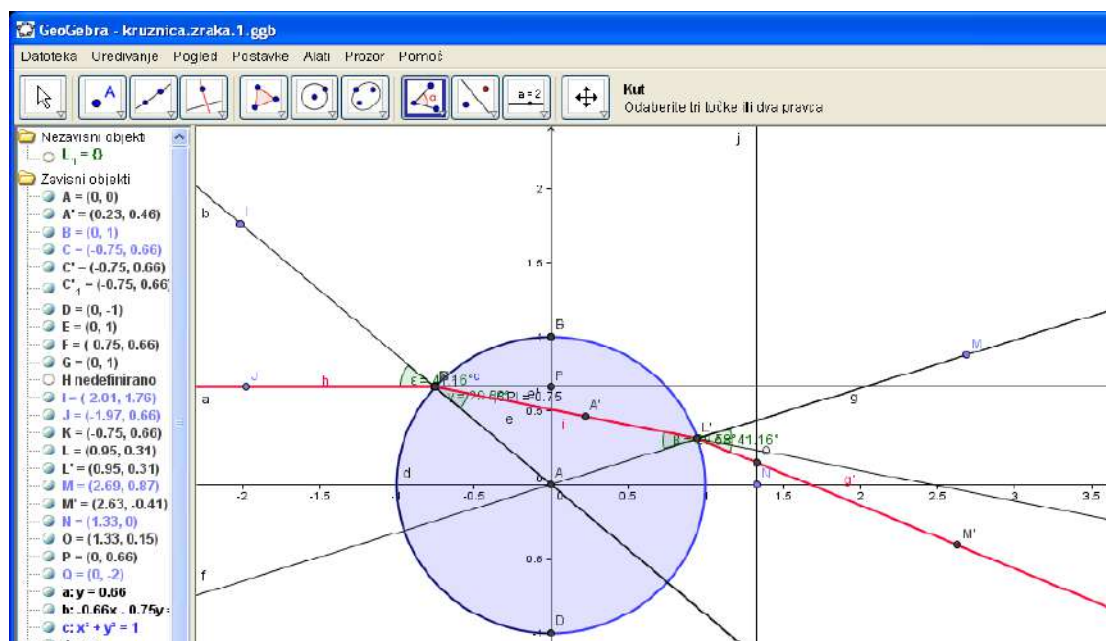 GeoGebra - kruznica.zraka.1.ggb
Datoteka Uređivanje Pogled Postavke Alati Prozor Pomoć
A
a=2
Kut
Odaberite tri točke ili dva pravca
Nezavisni objekti
L₁ = {}
Zavisni objekti
A = (0, 0)
A' = (0.23, 0.46)
B = (0, 1)
C = (-0.75, 0.66)
C' = (-0.75, 0.66)
C'₁ = (-0.75, 0.66)
D = (0, -1)
E = (0, 1)
F = ( 0.75, 0.66)
G = (0, 1)
H nedefinirano
I = ( 2.01, 1.76)
J = (-1.97, 0.66)
K = (-0.75, 0.66)
L = (0.95, 0.31)
L' = (0.95, 0.31)
M = (2.69, 0.87)
M' = (2.63, -0.41)
N = (1.33, 0)
O = (1.33, 0.15)
P = (0, 0.66)
Q = (0, -2)
a: y = 0.66
b: -0.66x - 0.75y =
c: x² + y² = 1
j
2
b
I
1.5
B
1
M
J
h
P
a
g
A'
e
i
L'
41.16°
O
d
A
N
-2
-1.5
-1
-0.5
0
0.5
1
1.5
2
2.5
3
3.5
g'
M'
f
D